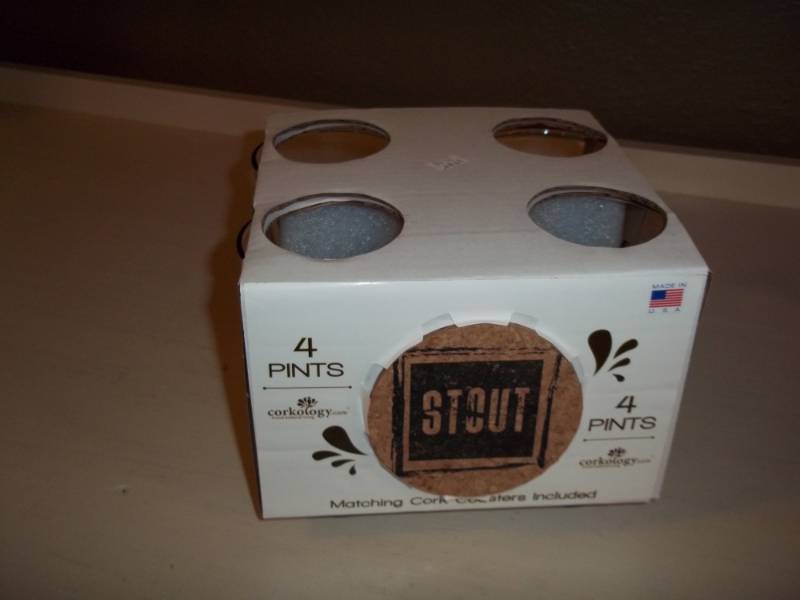 MADE IN
U.S.A.
4
PINTS
corkology.com
STOUT
4
PINTS
corkology.com
Matching Cork Coasters Included